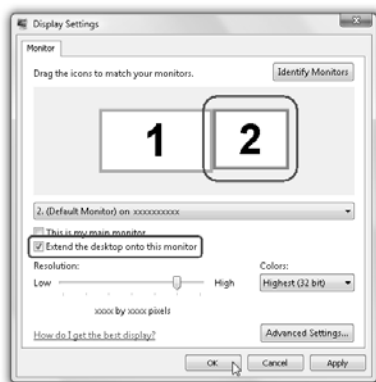 Display Settings
Monitor
Drag the icons to match your monitors.
Identify Monitors
1
2
2. (Default Monitor) on xxxxxxxxxx
This is my main monitor
Extend the desktop onto this monitor
Resolution:
Colors:
Low
High
Highest (32 bit)
xxxx by xxxx pixels
How do I get the best display?
Advanced Settings...
OK
Cancel
Apply